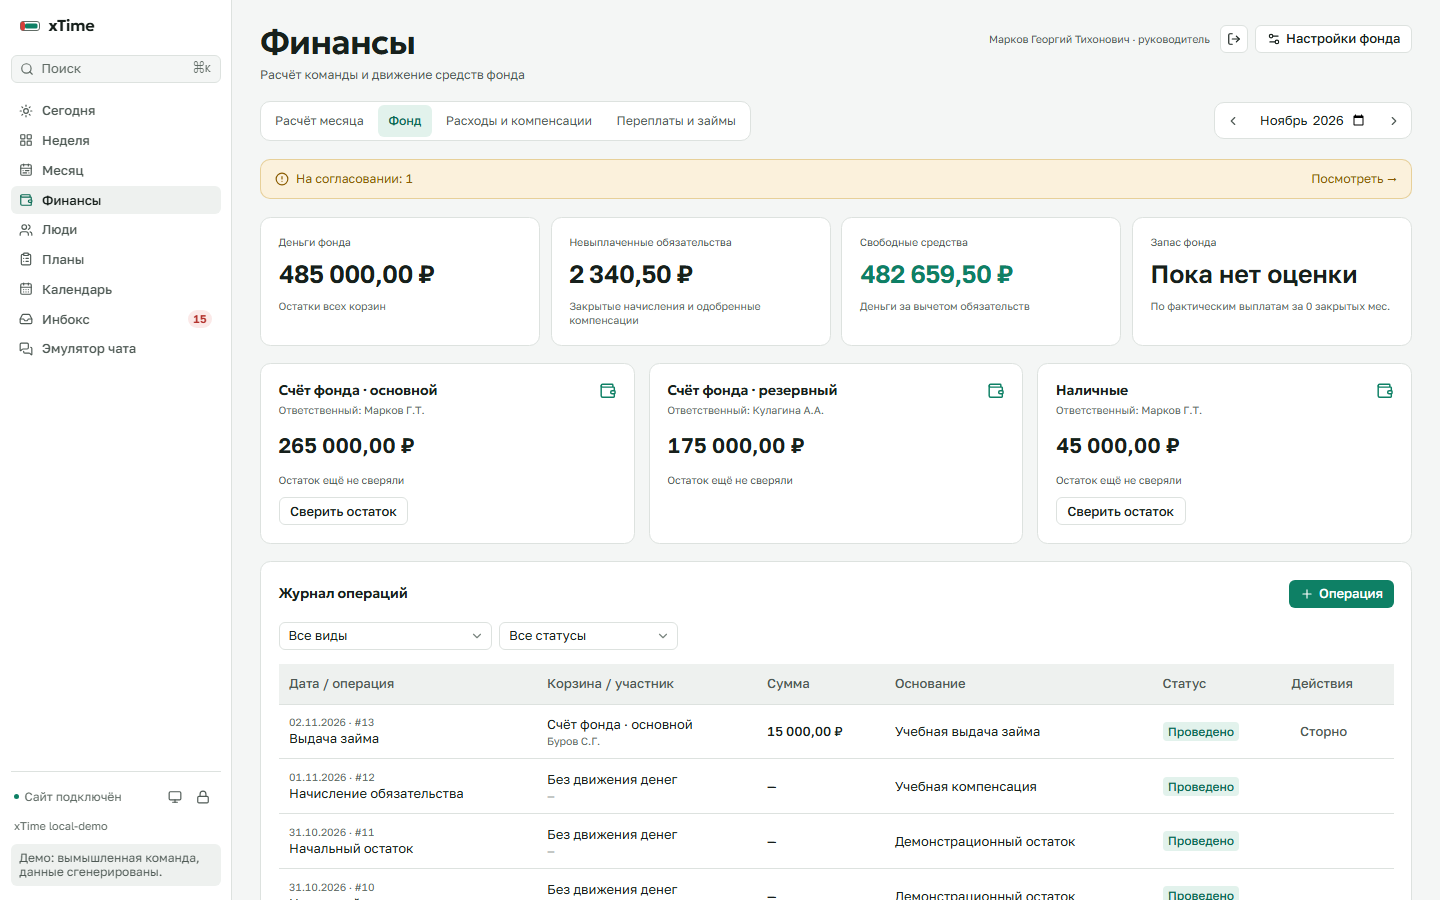 xTime
Поиск ⌘K
Сегодня
Неделя
Месяц
Финансы
Люди
Планы
Календарь
Инбокс 15
Эмулятор чата
Сайт подключён
xTime local-demo
Демо: вымышленная команда,
данные сгенерированы.
Финансы
Расчёт команды и движение средств фонда
Марков Георгий Тихонович · руководитель
Настройки фонда
Расчёт месяца Фонд Расходы и компенсации Переплаты и займы
Ноябрь 2026
На согласовании: 1 Посмотреть →
Деньги фонда
485 000,00 ₽
Остатки всех корзин
Невыплаченные обязательства
2 340,50 ₽
Закрытые начисления и одобренные
компенсации
Свободные средства
482 659,50 ₽
Деньги за вычетом обязательств
Запас фонда
Пока нет оценки
По фактическим выплатам за 0 закрытых мес.
Счёт фонда · основной
Ответственный: Марков Г.Т.
265 000,00 ₽
Остаток ещё не сверяли
Сверить остаток
Счёт фонда · резервный
Ответственный: Кулагина А.А.
175 000,00 ₽
Остаток ещё не сверяли
Наличные
Ответственный: Марков Г.Т.
45 000,00 ₽
Остаток ещё не сверяли
Сверить остаток
Журнал операций
+ Операция
Все виды Все статусы
Дата / операция Корзина / участник Сумма Основание Статус Действия
02.11.2026 · #13
Выдача займа
Счёт фонда · основной
Буров С.Г.
15 000,00 ₽ Учебная выдача займа Проведено Сторно
01.11.2026 · #12
Начисление обязательства
Без движения денег
—
— Учебная компенсация Проведено
31.10.2026 · #11
Начальный остаток
Без движения денег
—
— Демонстрационный остаток Проведено
31.10.2026 · #10
Без движения денег
— Демонстрационный остаток Проведено